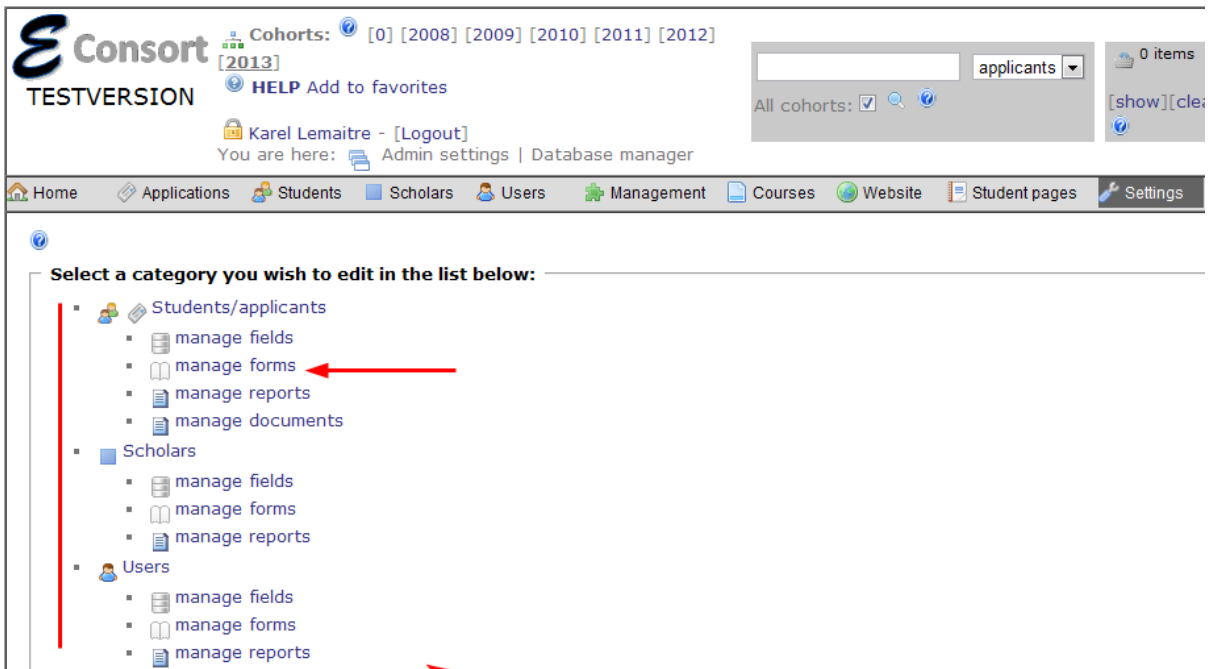 E Consort
TESTVERSION
Cohorts: [0] [2008] [2009] [2010] [2011] [2012]
[2013]
HELP Add to favorites
Karel Lemaitre - [Logout]
You are here: Admin settings | Database manager
applicants
All cohorts:
0 items
[show][clea
Home Applications Students Scholars Users Management Courses Website Student pages Settings
Select a category you wish to edit in the list below:
Students/applicants
manage fields
manage forms
manage reports
manage documents
Scholars
manage fields
manage forms
manage reports
Users
manage fields
manage forms
manage reports